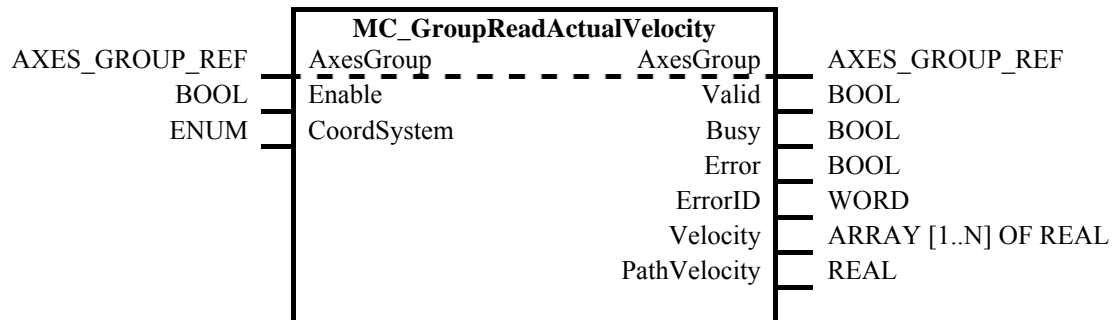 MC_GroupReadActualVelocity
AXES_GROUP_REF AxesGroup AxesGroup AXES_GROUP_REF
BOOL Enable Valid BOOL
ENUM CoordSystem Busy BOOL
Error BOOL
ErrorID WORD
Velocity ARRAY [1..N] OF REAL
PathVelocity REAL